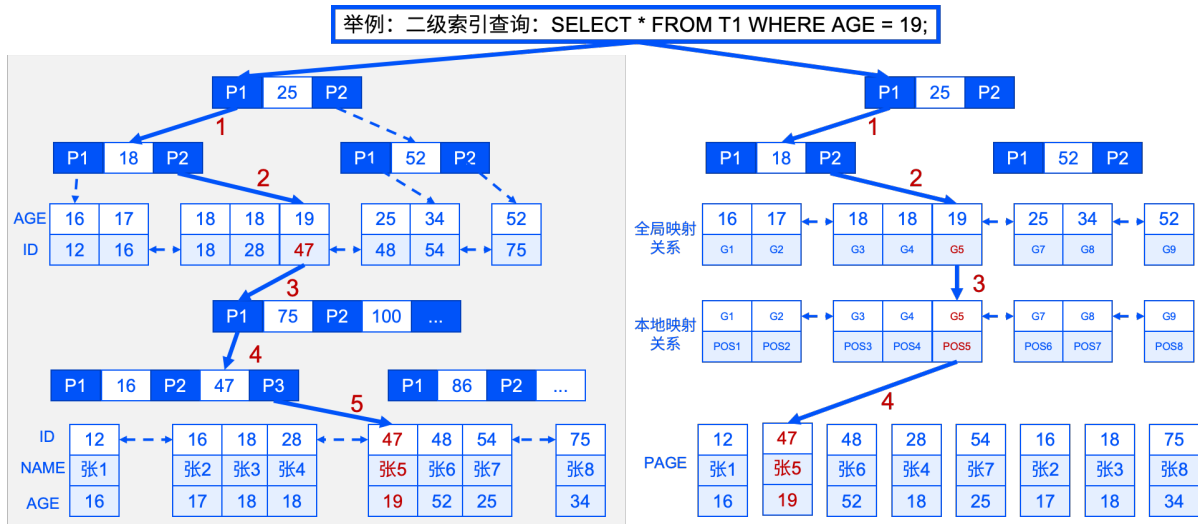 举例：二级索引查询：SELECT * FROM T1 WHERE AGE = 19;
P1 25 P2
1
P1 18 P2
P1 52 P2
2
AGE 16 17 18 18 19 25 34 52
ID 12 16 18 28 47 48 54 75
3
P1 75 P2 100 ...
4
P1 16 P2 47 P3
P1 86 P2 ...
5
ID 12 16 18 28 47 48 54 75
NAME 张1 张2 张3 张4 张5 张6 张7 张8
AGE 16 17 18 18 19 52 25 34
P1 25 P2
1
P1 18 P2
P1 52 P2
2
16 17 18 18 19 25 34 52
全局映射
关系
G1 G2 G3 G4 G5 G7 G8 G9
3
G1 G2 G3 G4 G5 G7 G8 G9
本地映射
关系
POS1 POS2 POS3 POS4 POS5 POS6 POS7 POS8
4
12 47 48 28 54 16 18 75
PAGE 张1 张5 张6 张4 张7 张2 张3 张8
16 19 52 18 25 17 18 34